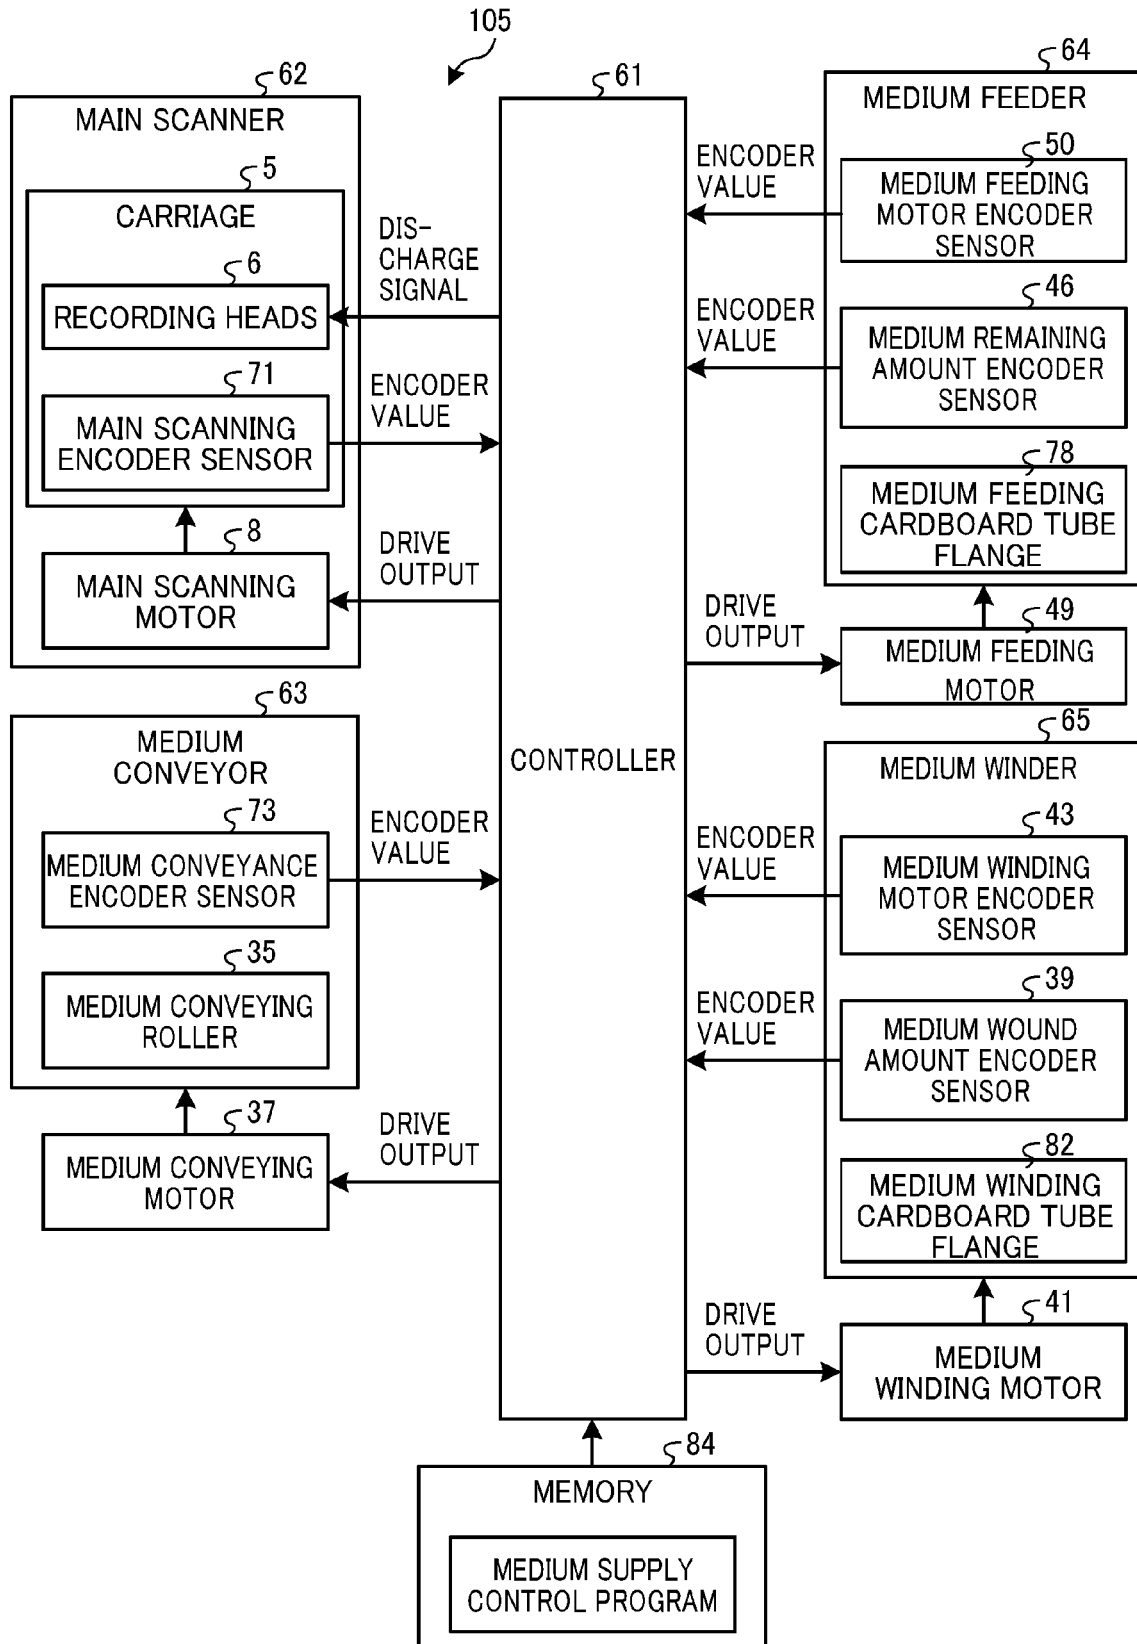 105
62
MAIN SCANNER
5
CARRIAGE
6
RECORDING HEADS
71
MAIN SCANNING
ENCODER SENSOR
8
MAIN SCANNING
MOTOR
DIS-
CHARGE
SIGNAL
ENCODER
VALUE
DRIVE
OUTPUT
63
MEDIUM
CONVEYOR
73
MEDIUM CONVEYANCE
ENCODER SENSOR
35
MEDIUM CONVEYING
ROLLER
37
MEDIUM CONVEYING
MOTOR
ENCODER
VALUE
DRIVE
OUTPUT
61
CONTROLLER
64
MEDIUM FEEDER
50
MEDIUM FEEDING
MOTOR ENCODER
SENSOR
46
MEDIUM REMAINING
AMOUNT ENCODER
SENSOR
78
MEDIUM FEEDING
CARDBOARD TUBE
FLANGE
49
MEDIUM FEEDING
MOTOR
ENCODER
VALUE
ENCODER
VALUE
DRIVE
OUTPUT
65
MEDIUM WINDER
43
MEDIUM WINDING
MOTOR ENCODER
SENSOR
39
MEDIUM WOUND
AMOUNT ENCODER
SENSOR
82
MEDIUM WINDING
CARDBOARD TUBE
FLANGE
41
MEDIUM
WINDING MOTOR
ENCODER
VALUE
ENCODER
VALUE
DRIVE
OUTPUT
84
MEMORY
MEDIUM SUPPLY
CONTROL PROGRAM